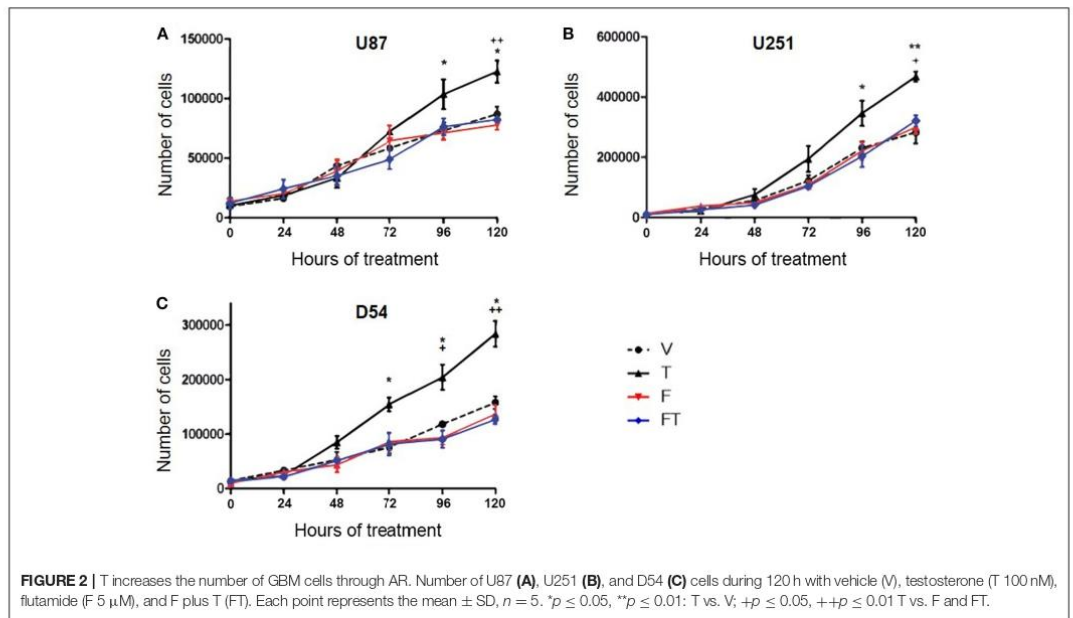 A
U87
Number of cells
150000
100000
50000
0
++
*
*
0 24 48 72 96 120
Hours of treatment
B
U251
Number of cells
600000
400000
200000
0
**
+
*
0 24 48 72 96 120
Hours of treatment
C
D54
Number of cells
300000
200000
100000
0
*
*
+
*
++
0 24 48 72 96 120
Hours of treatment
V
T
F
FT
FIGURE 2 | T increases the number of GBM cells through AR. Number of U87 (A), U251 (B), and D54 (C) cells during 120 h with vehicle (V), testosterone (T 100 nM),
flutamide (F 5 μM), and F plus T (FT). Each point represents the mean ± SD, n = 5. *p ≤ 0.05, **p ≤ 0.01: T vs. V; +p ≤ 0.05, ++p ≤ 0.01 T vs. F and FT.